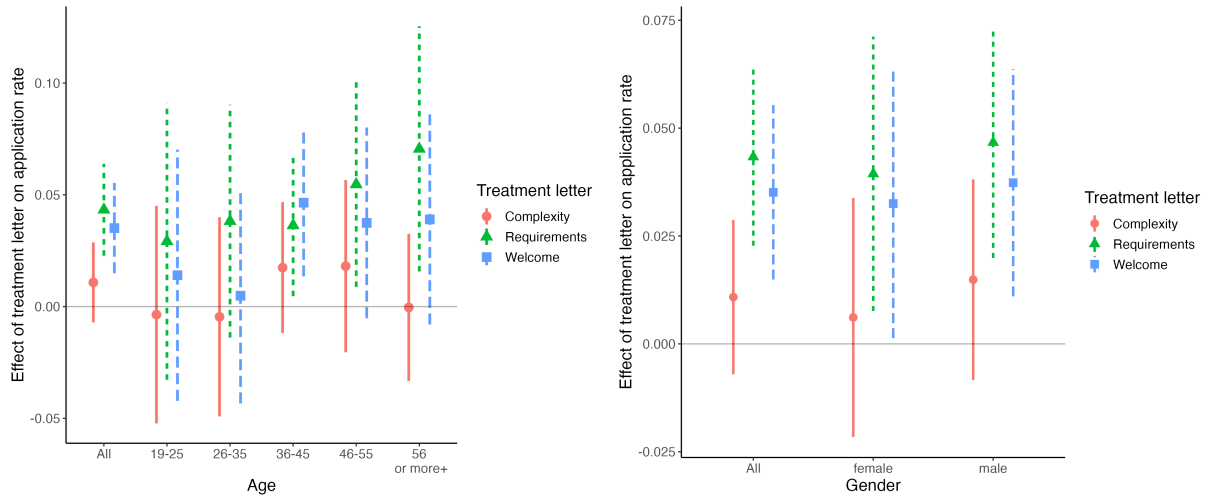 Effect of treatment letter on application rate
0.10
0.05
0.00
-0.05
All
19-25
26-35
36-45
46-55
56
or more+
Age
Treatment letter
Complexity
Requirements
Welcome
Effect of treatment letter on application rate
0.075
0.050
0.025
0.000
-0.025
All
female
male
Gender
Treatment letter
Complexity
Requirements
Welcome